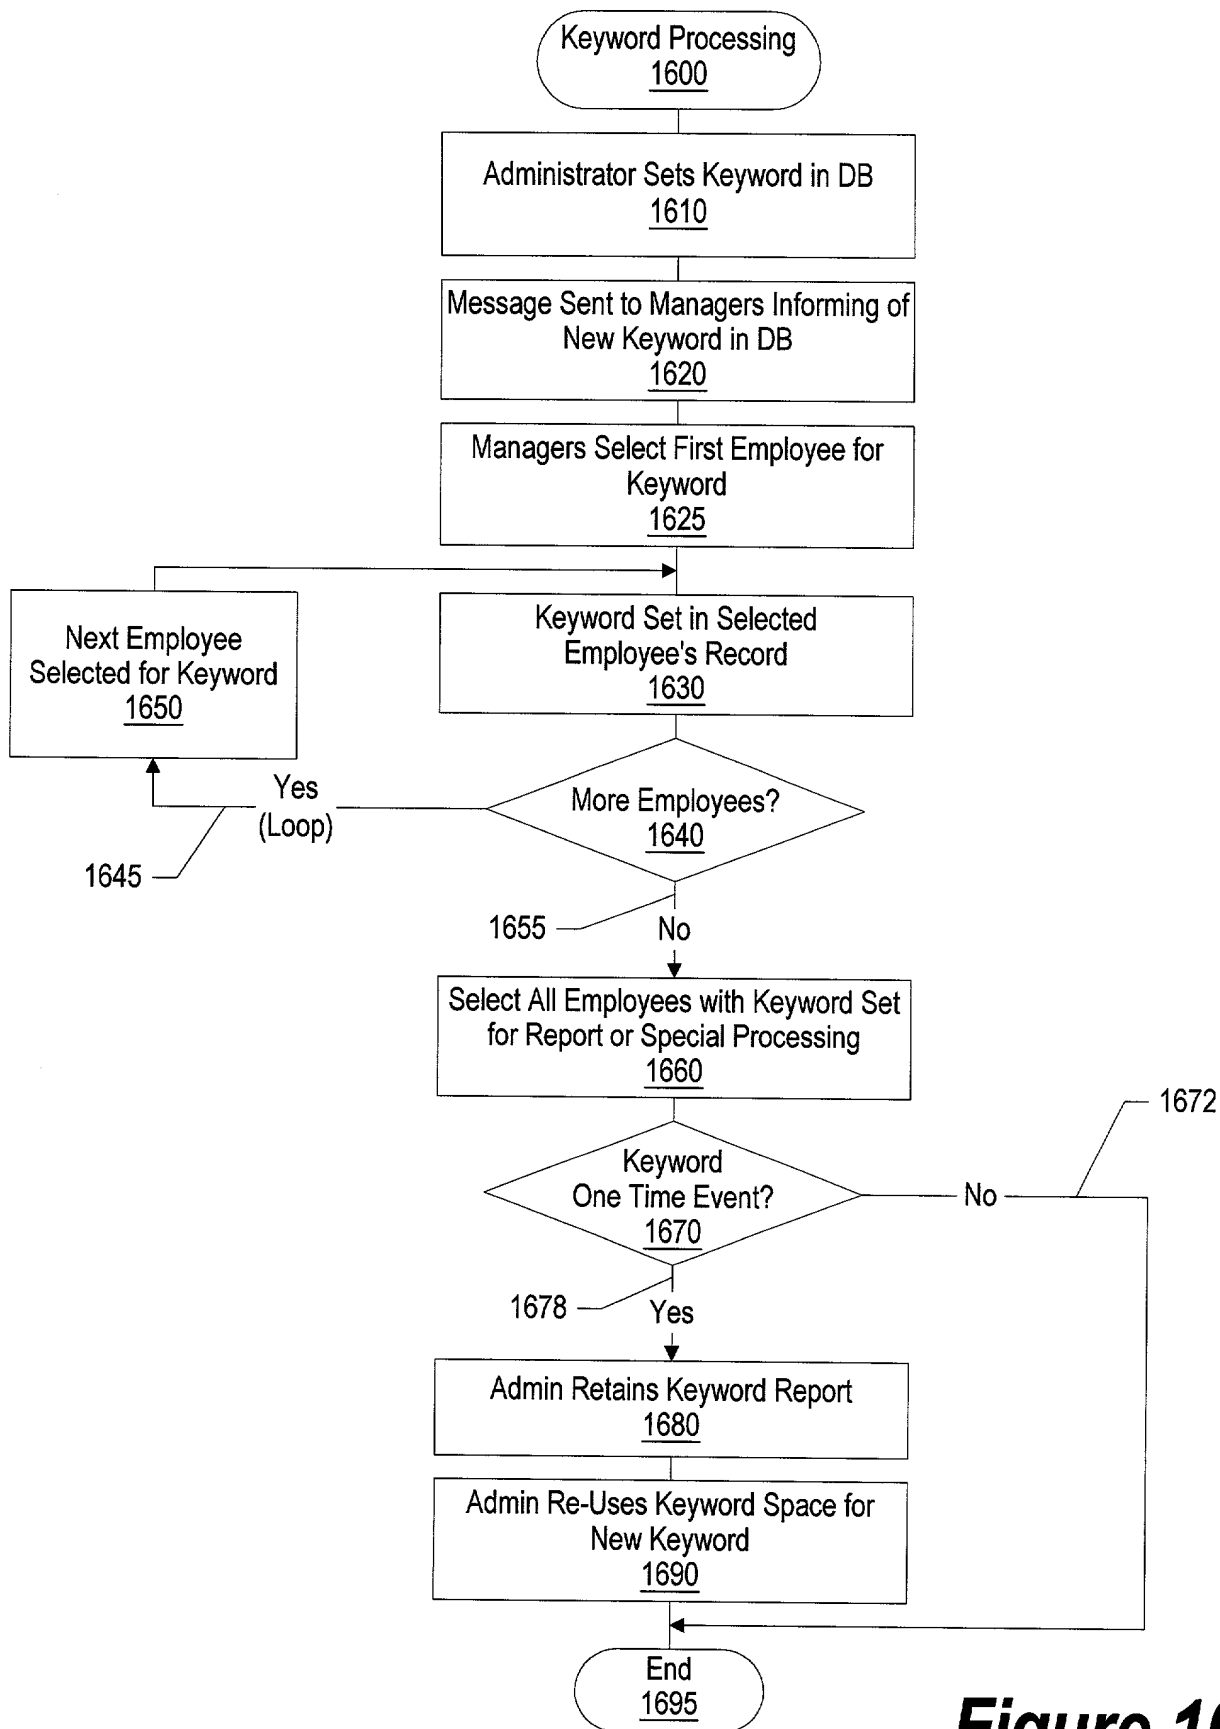 Keyword Processing
1600
Administrator Sets Keyword in DB
1610
Message Sent to Managers Informing of
New Keyword in DB
1620
Managers Select First Employee for
Keyword
1625
Next Employee
Selected for Keyword
1650
Keyword Set in Selected
Employee's Record
1630
Yes
(Loop)
1645
More Employees?
1640
1655
No
Select All Employees with Keyword Set
for Report or Special Processing
1660
1672
Keyword
One Time Event?
1670
No
1678
Yes
Admin Retains Keyword Report
1680
Admin Re-Uses Keyword Space for
New Keyword
1690
End
1695